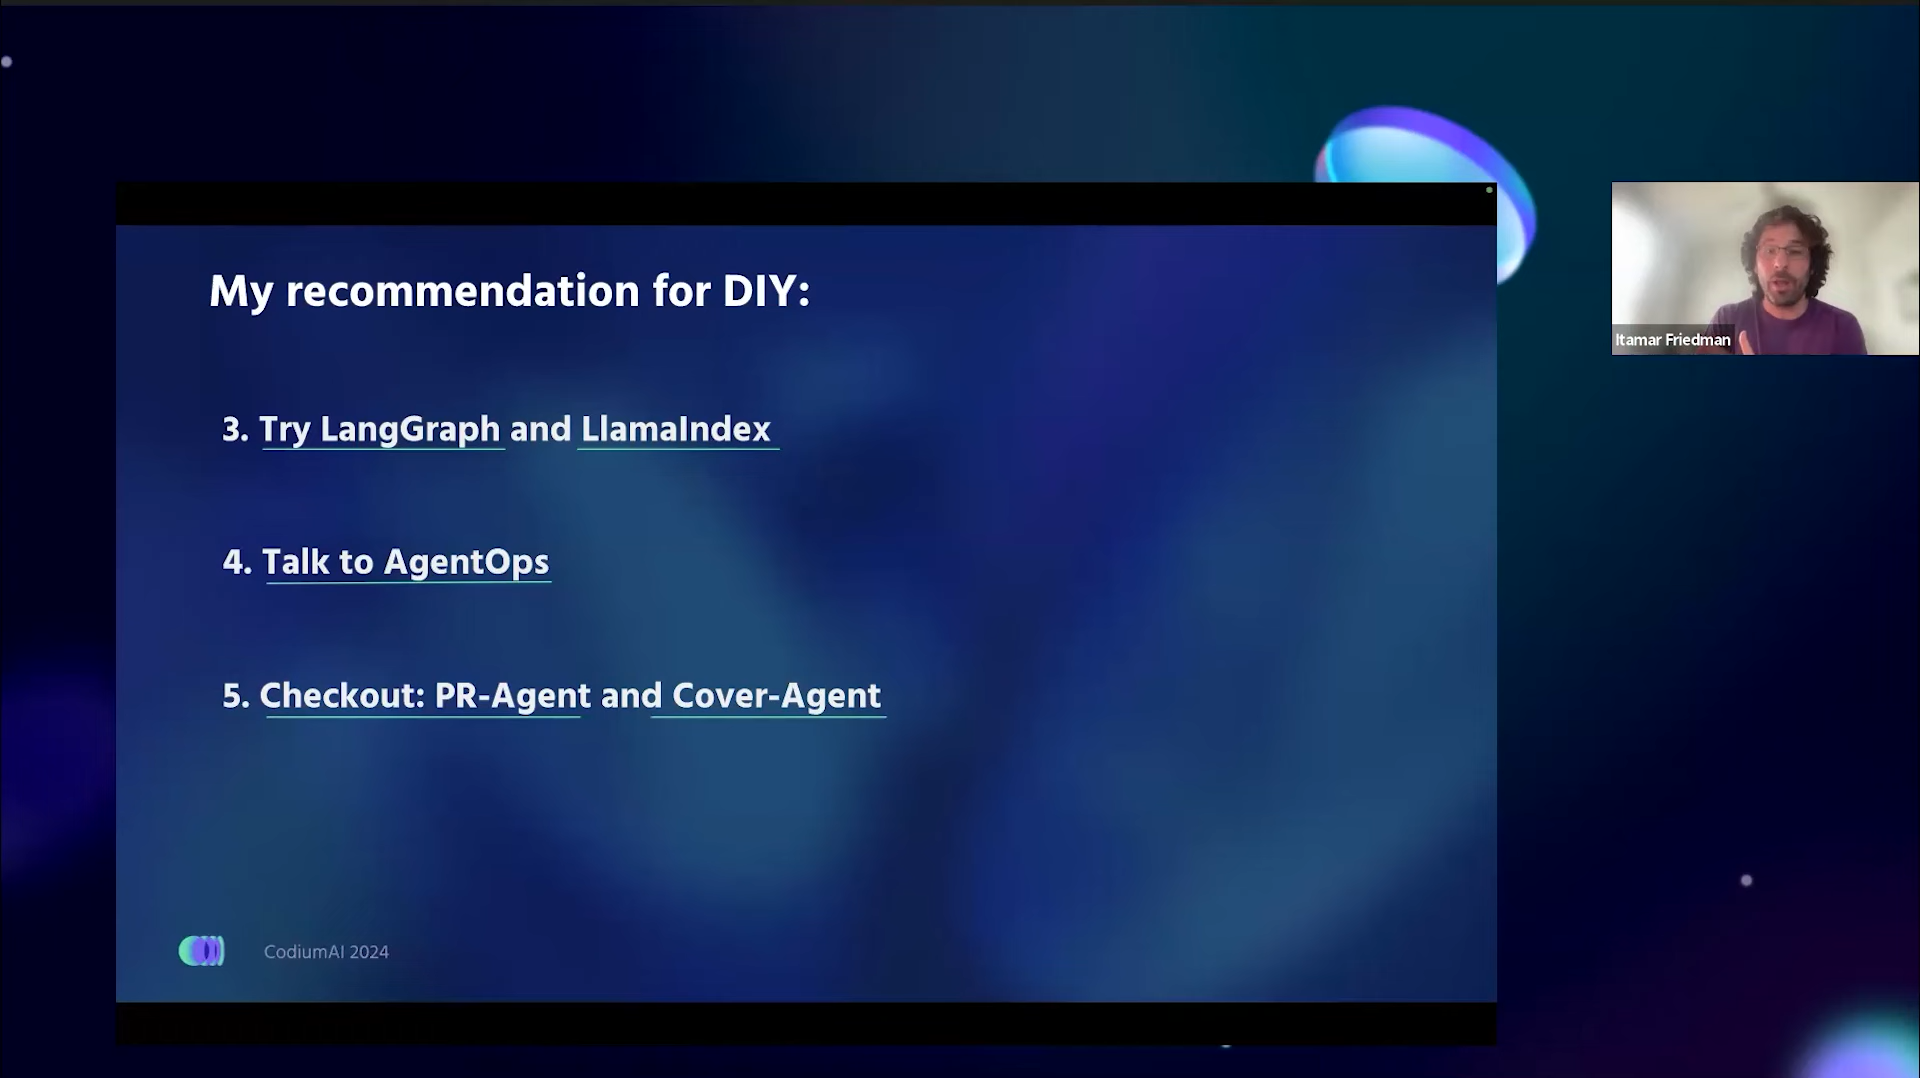 My recommendation for DIY:
3. Try LangGraph and LlamaIndex
4. Talk to AgentOps
5. Checkout: PR-Agent and Cover-Agent
CodiumAI 2024
Itamar Friedman